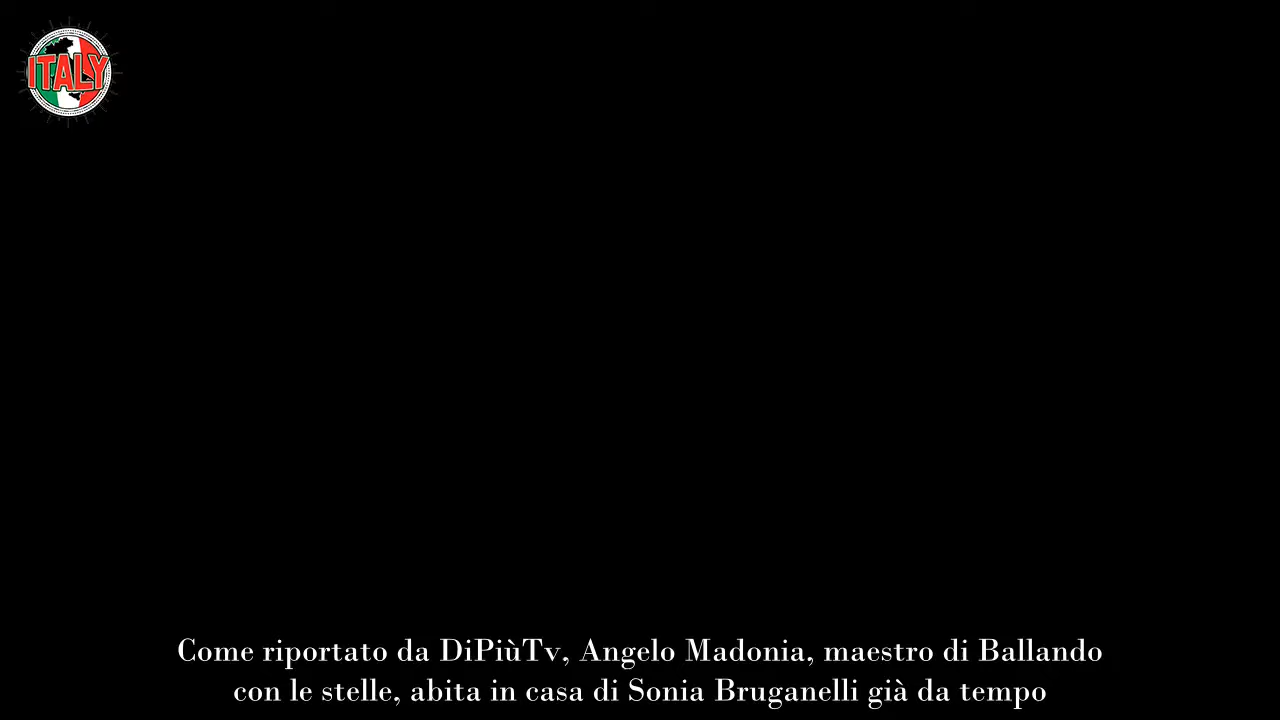 ITALY
Come riportato da DiPiùTv, Angelo Madonia, maestro di Ballando
con le stelle, abita in casa di Sonia Bruganelli già da tempo